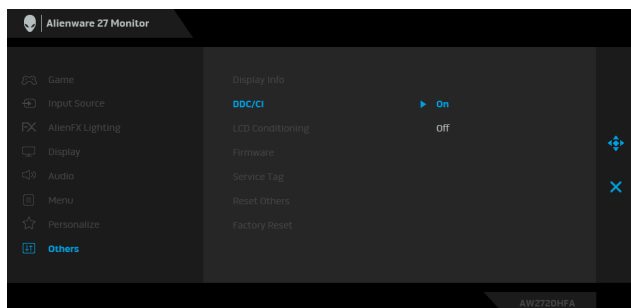 Alienware 27 Monitor
Game
Input Source
AlienFX Lighting
Display
Audio
Menu
Personalize
Others
Display Info
DDC/CI On
Off
LCD Conditioning
Firmware
Service Tag
Reset Others
Factory Reset
AW2720HFA